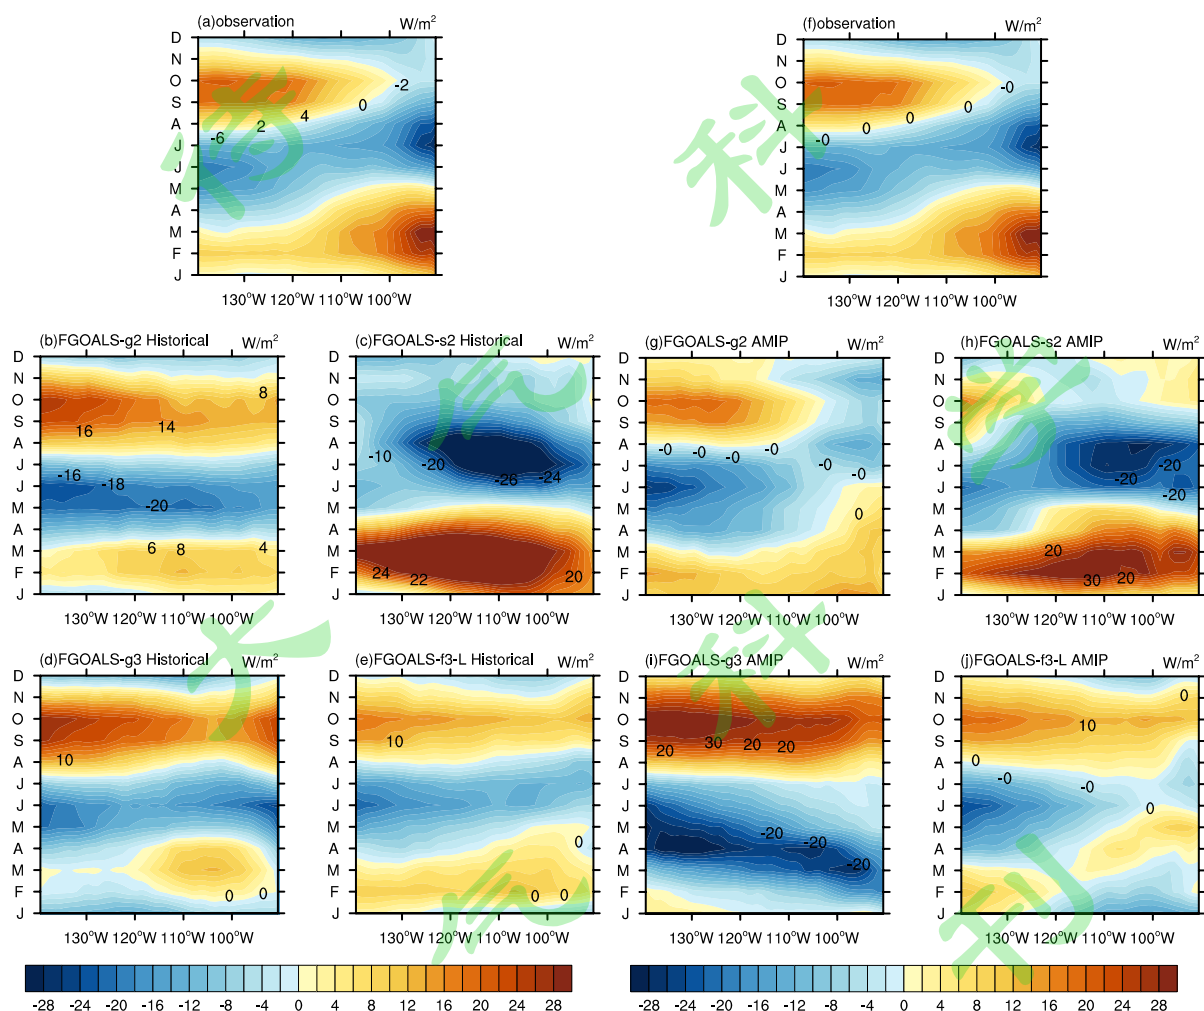 (a)observation W/m²
D
N
O
S
A
J
J
M
A
M
F
J
-2
0
4
2
-6
130°W 120°W 110°W 100°W
(f)observation W/m²
D
N
O
S
A
J
J
M
A
M
F
J
-0
0
0
0
-0
130°W 120°W 110°W 100°W
(b)FGOALS-g2 Historical W/m²
D
N
O
S
A
J
J
M
A
M
F
J
8
16 14
-16
-18
-20
6 8 4
130°W 120°W 110°W 100°W
(c)FGOALS-s2 Historical W/m²
D
N
O
S
A
J
J
M
A
M
F
J
-10
-20
-26 -24
24 22 20
130°W 120°W 110°W 100°W
(g)FGOALS-g2 AMIP W/m²
D
N
O
S
A
J
J
M
A
M
F
J
-0 -0 -0 -0
-0 -0
0
130°W 120°W 110°W 100°W
(h)FGOALS-s2 AMIP W/m²
D
N
O
S
A
J
J
M
A
M
F
J
-20 -20
-20
20
30 20
130°W 120°W 110°W 100°W
(d)FGOALS-g3 Historical W/m²
D
N
O
S
A
J
J
M
A
M
F
J
10
0 0
130°W 120°W 110°W 100°W
(e)FGOALS-f3-L Historical W/m²
D
N
O
S
A
J
J
M
A
M
F
J
10
0
0 0
130°W 120°W 110°W 100°W
(i)FGOALS-g3 AMIP W/m²
D
N
O
S
A
J
J
M
A
M
F
J
20 30 20 20
-20 -20 -20
130°W 120°W 110°W 100°W
(j)FGOALS-f3-L AMIP W/m²
D
N
O
S
A
J
J
M
A
M
F
J
0
10
0 -0 -0
0
130°W 120°W 110°W 100°W
-28 -24 -20 -16 -12 -8 -4 0 4 8 12 16 20 24 28
-28 -24 -20 -16 -12 -8 -4 0 4 8 12 16 20 24 28
大
气
气
科
科
刊